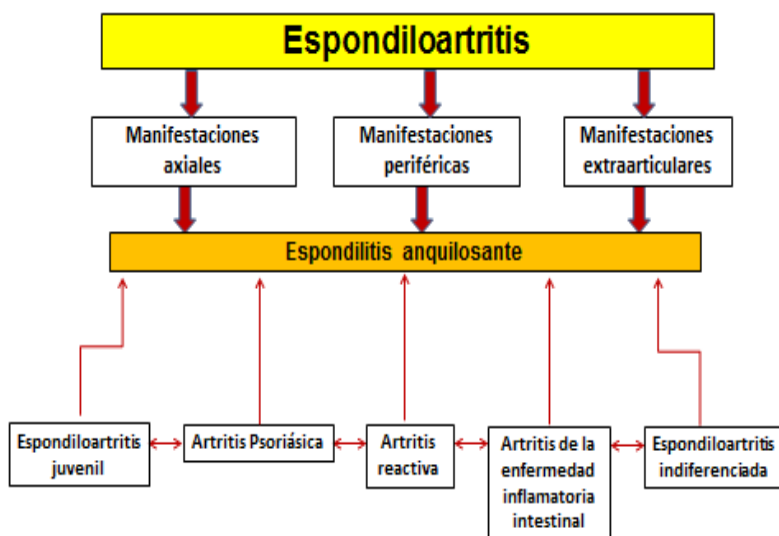 Espondiloartritis
Manifestaciones
axiales
Manifestaciones
periféricas
Manifestaciones
extraarticulares
Espondilitis anquilosante
Espondiloartritis
juvenil
Artritis Psoriásica
Artritis
reactiva
Artritis de la
enfermedad
inflamatoria
intestinal
Espondiloartritis
indiferenciada